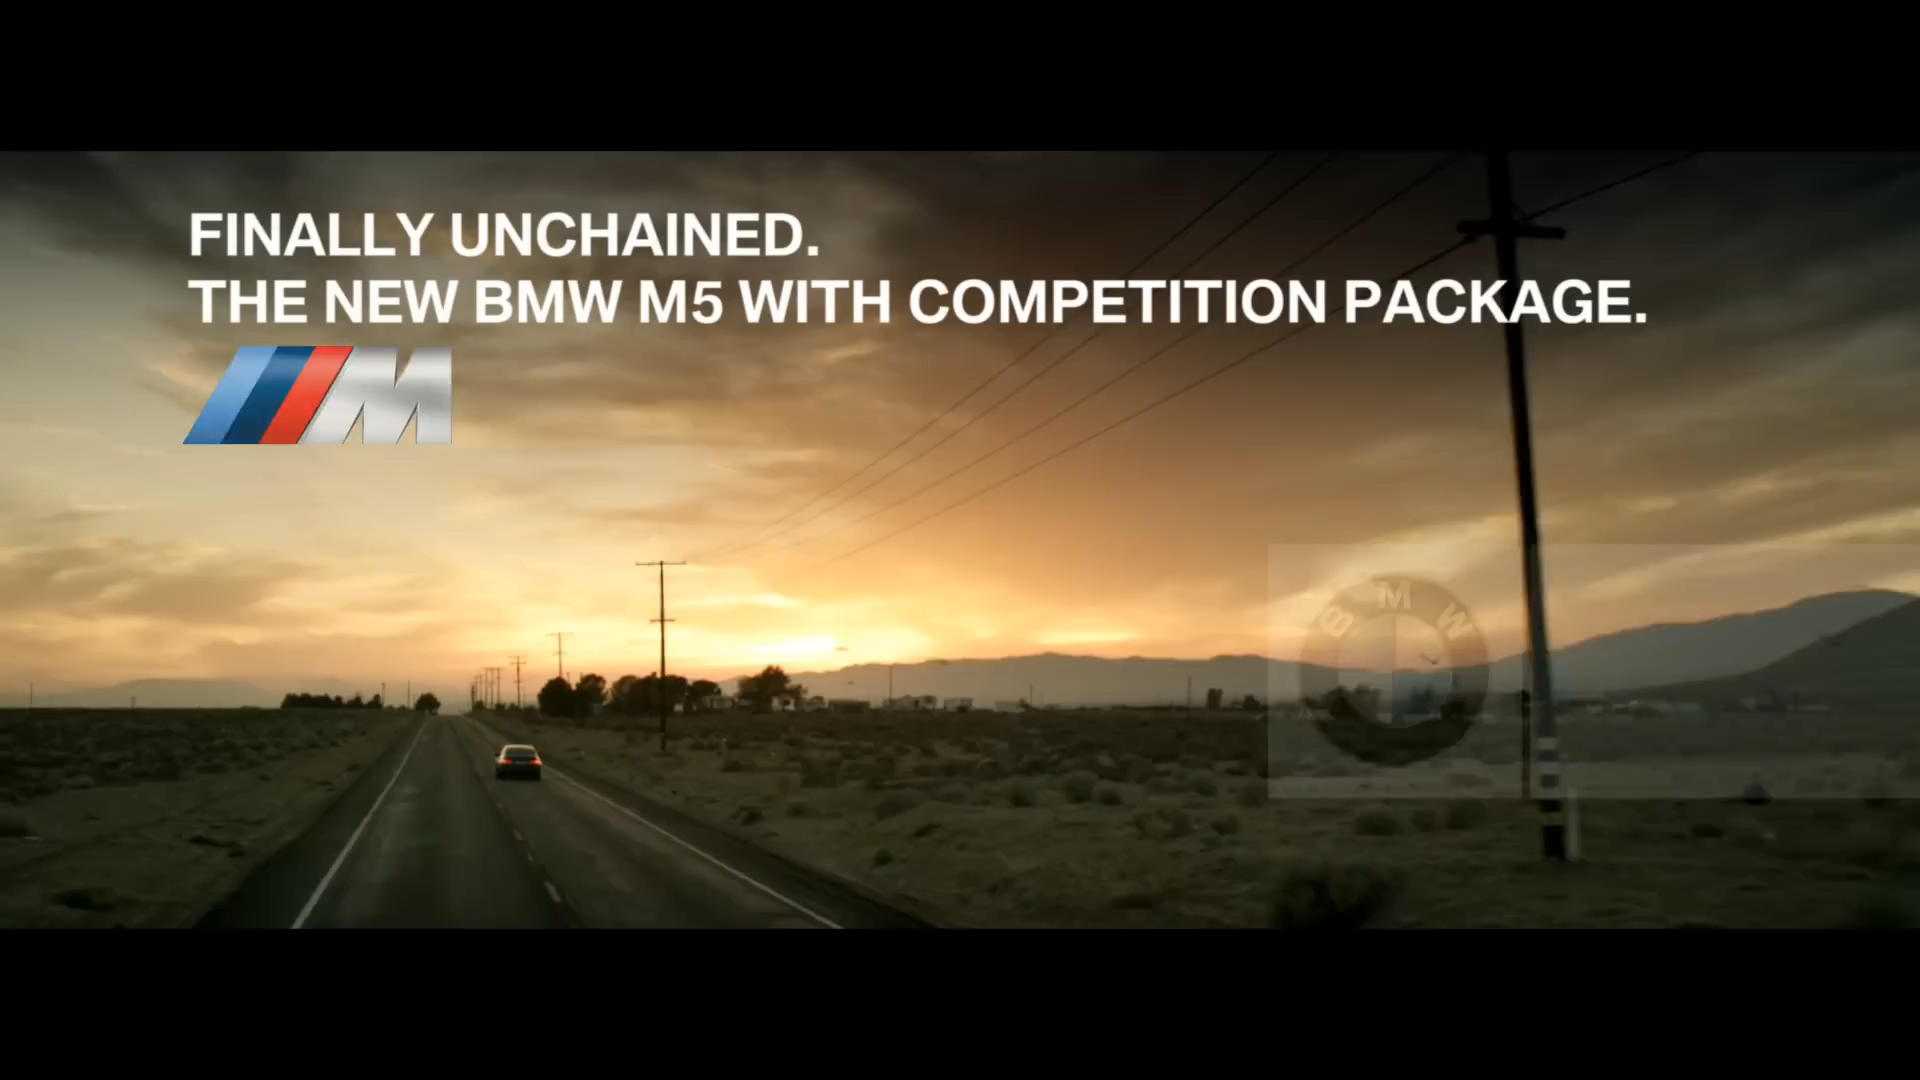 FINALLY UNCHAINED.
THE NEW BMW M5 WITH COMPETITION PACKAGE.
M
BMW